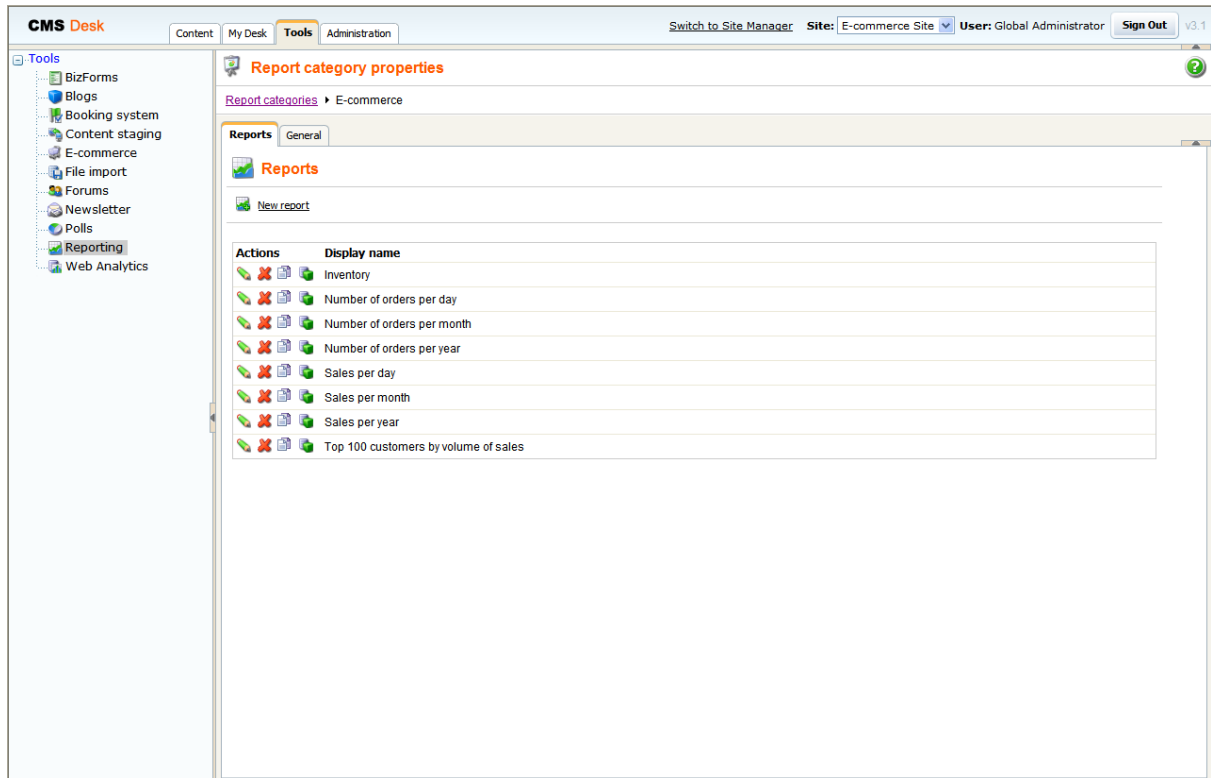 CMS Desk
Content My Desk Tools Administration
Switch to Site Manager Site: E-commerce Site User: Global Administrator Sign Out v3.1
Tools
BizForms
Blogs
Booking system
Content staging
E-commerce
File import
Forums
Newsletter
Polls
Reporting
Web Analytics
Report category properties
Report categories E-commerce
Reports General
Reports
New report
Actions Display name
Inventory
Number of orders per day
Number of orders per month
Number of orders per year
Sales per day
Sales per month
Sales per year
Top 100 customers by volume of sales